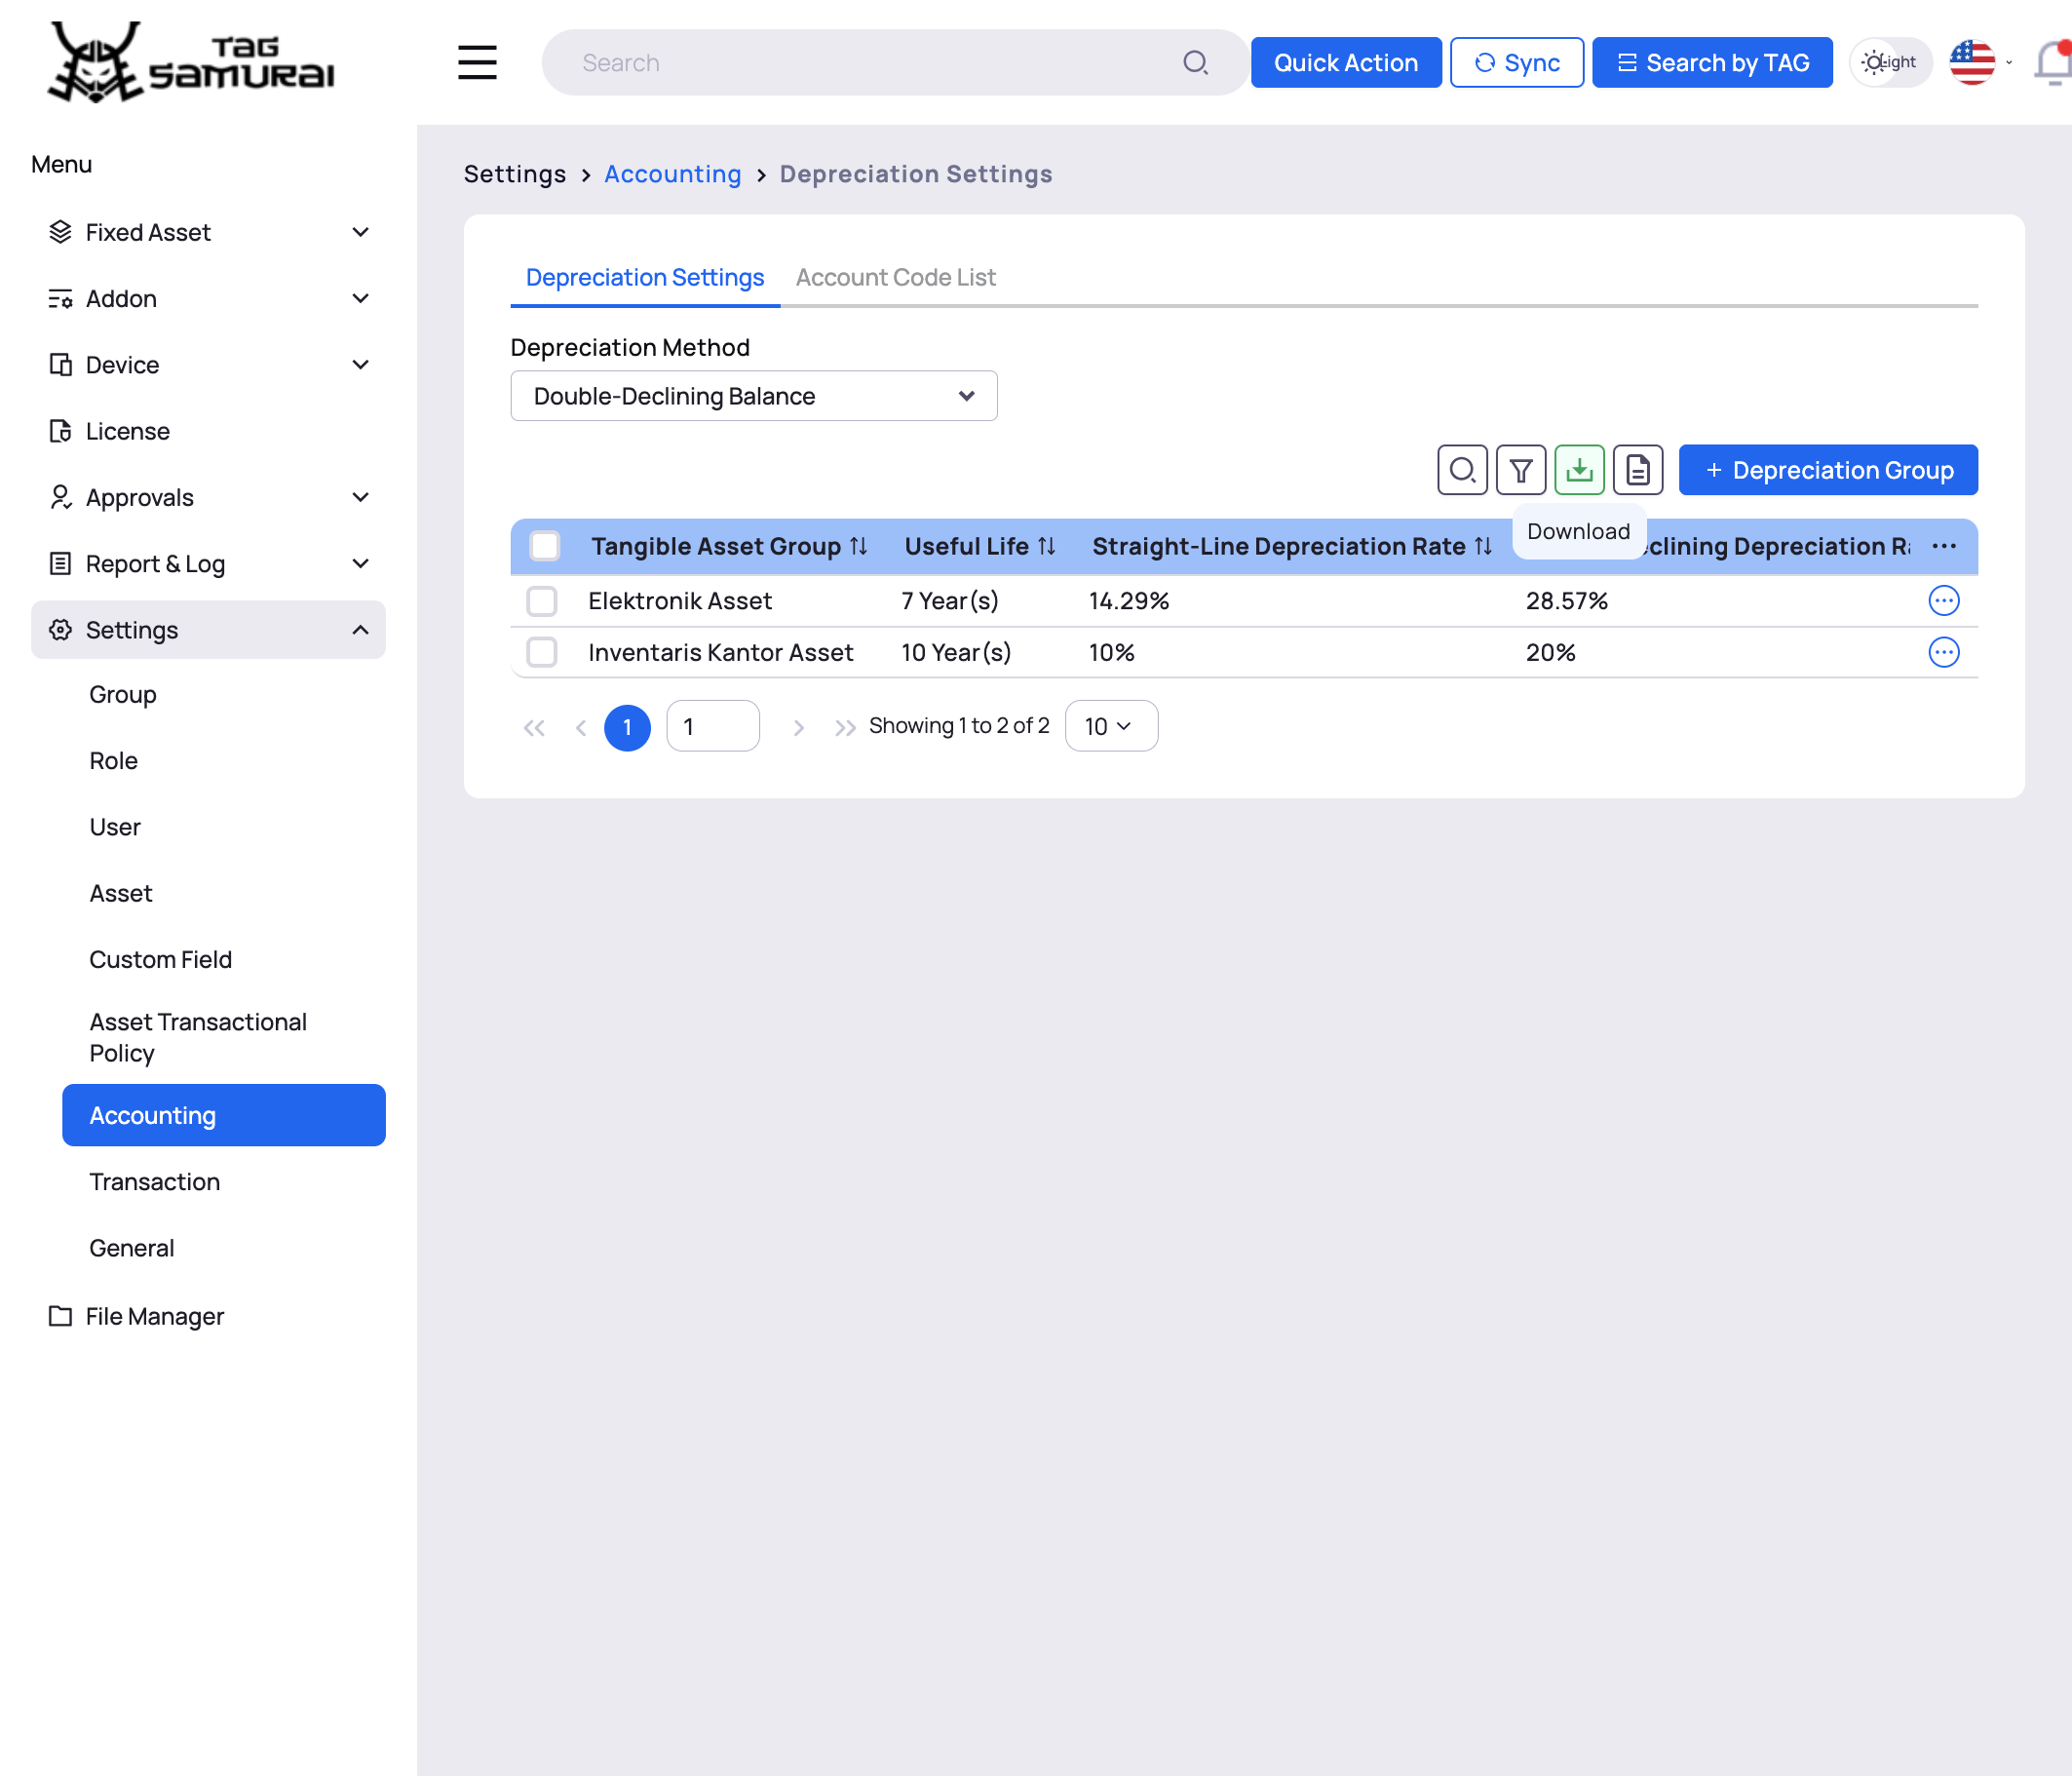 TAG
SAMURAI
Search
Quick Action
Sync
Search by TAG
Light
Menu
Fixed Asset
Addon
Device
License
Approvals
Report & Log
Settings
Group
Role
User
Asset
Custom Field
Asset Transactional
Policy
Accounting
Transaction
General
File Manager
Settings > Accounting > Depreciation Settings
Depreciation Settings
Account Code List
Depreciation Method
Double-Declining Balance
+ Depreciation Group
Download
Tangible Asset Group Useful Life Straight-Line Depreciation Rate clining Depreciation Ra
Elektronik Asset 7 Year(s) 14.29% 28.57%
Inventaris Kantor Asset 10 Year(s) 10% 20%
1 1 Showing 1 to 2 of 2 10